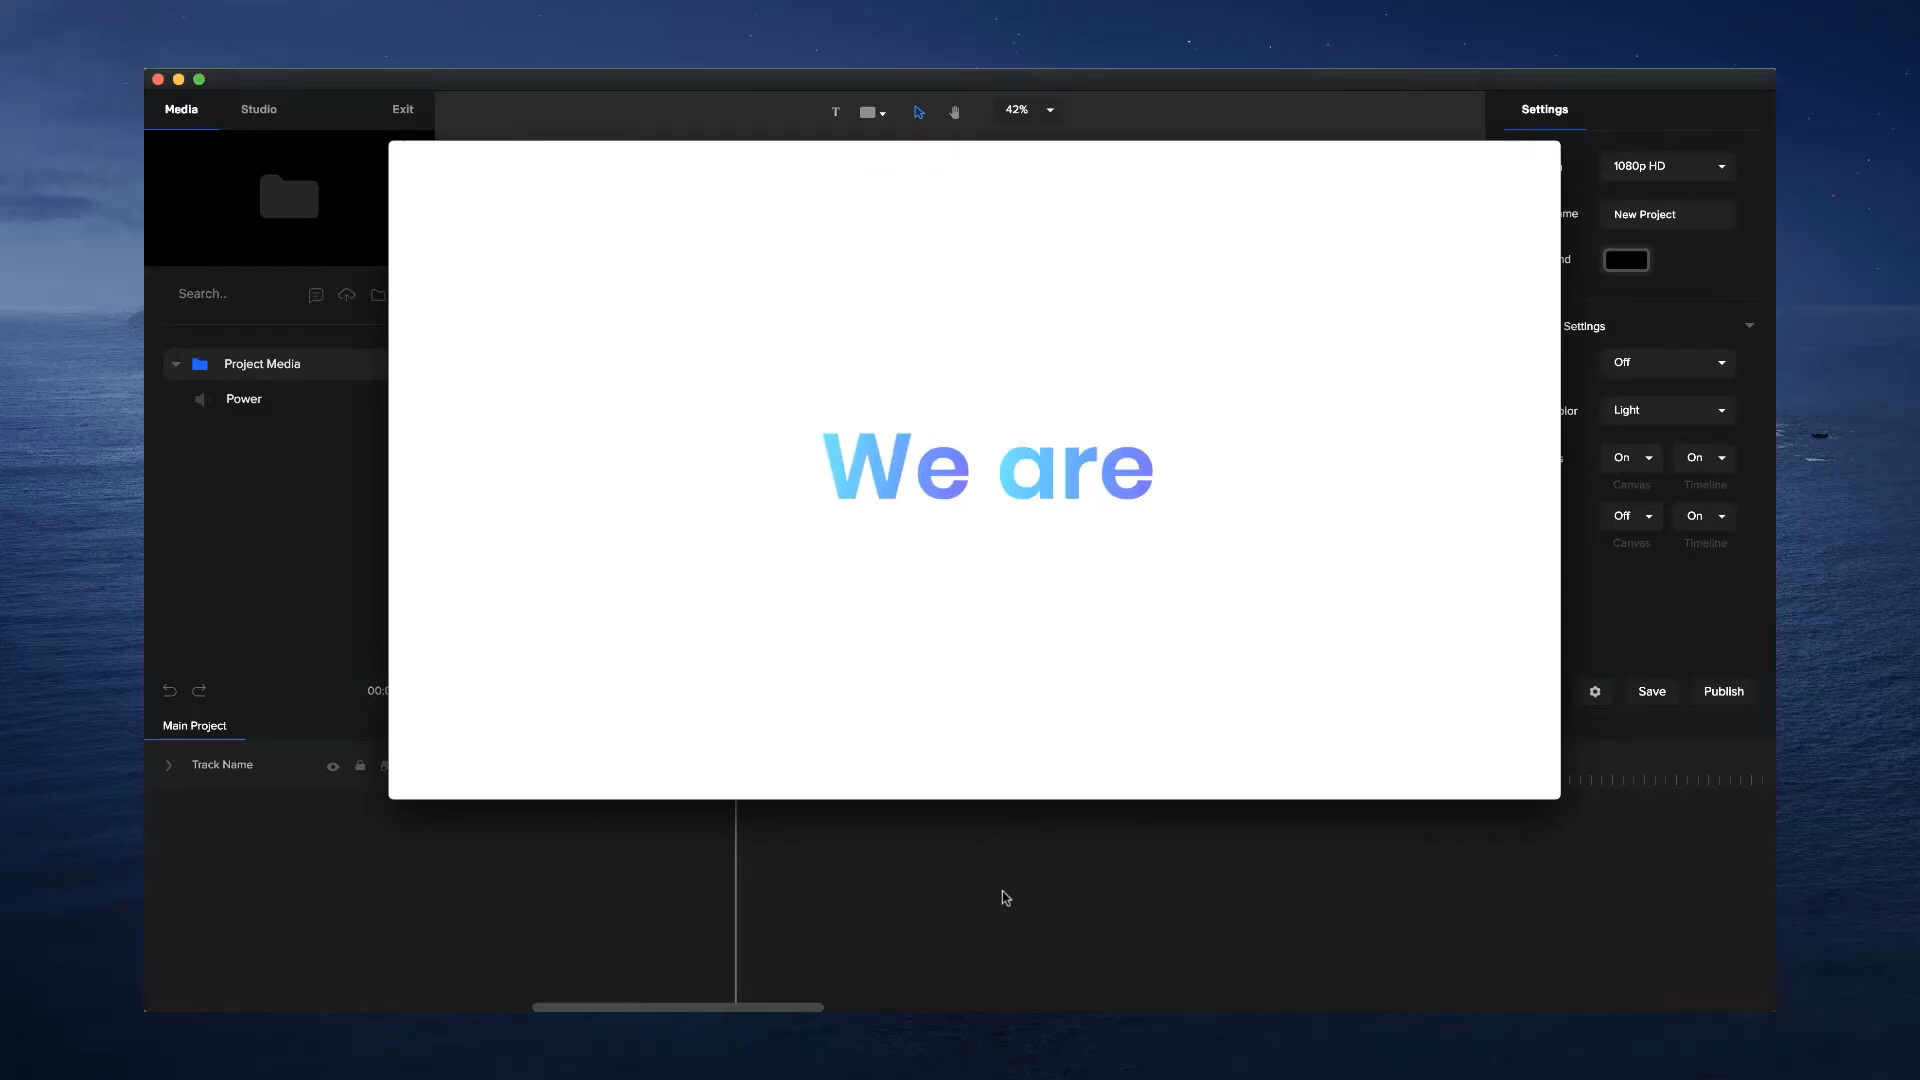 Media Studio Exit
T 42%
Settings
1080p HD
New Project
Search..
Settings
Project Media
Off
Power
Light
We are
On On
Canvas Timeline
Off On
Canvas Timeline
Save Publish
Main Project
Track Name